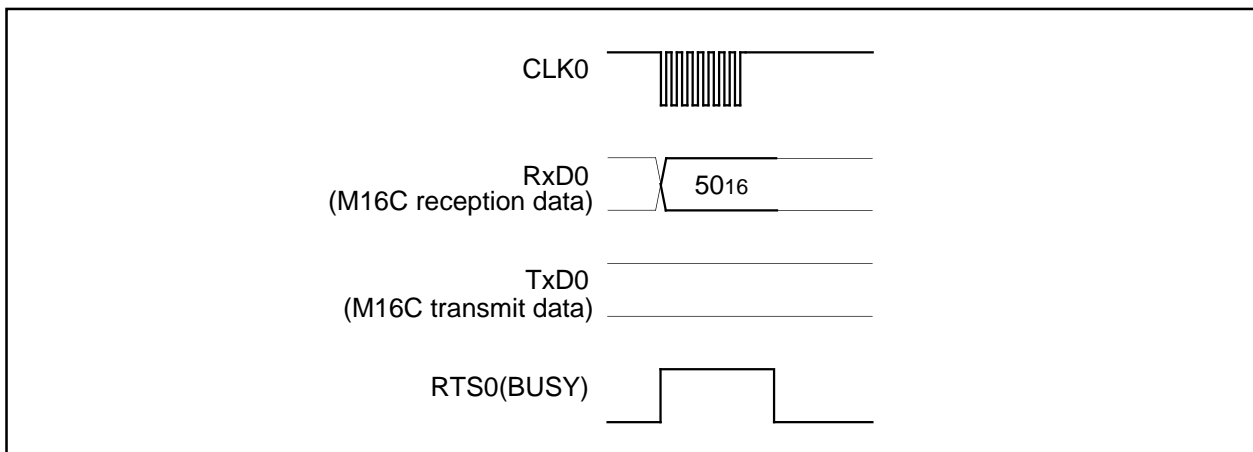 CLK0
RxD0
(M16C reception data)
5016
TxD0
(M16C transmit data)
RTS0(BUSY)